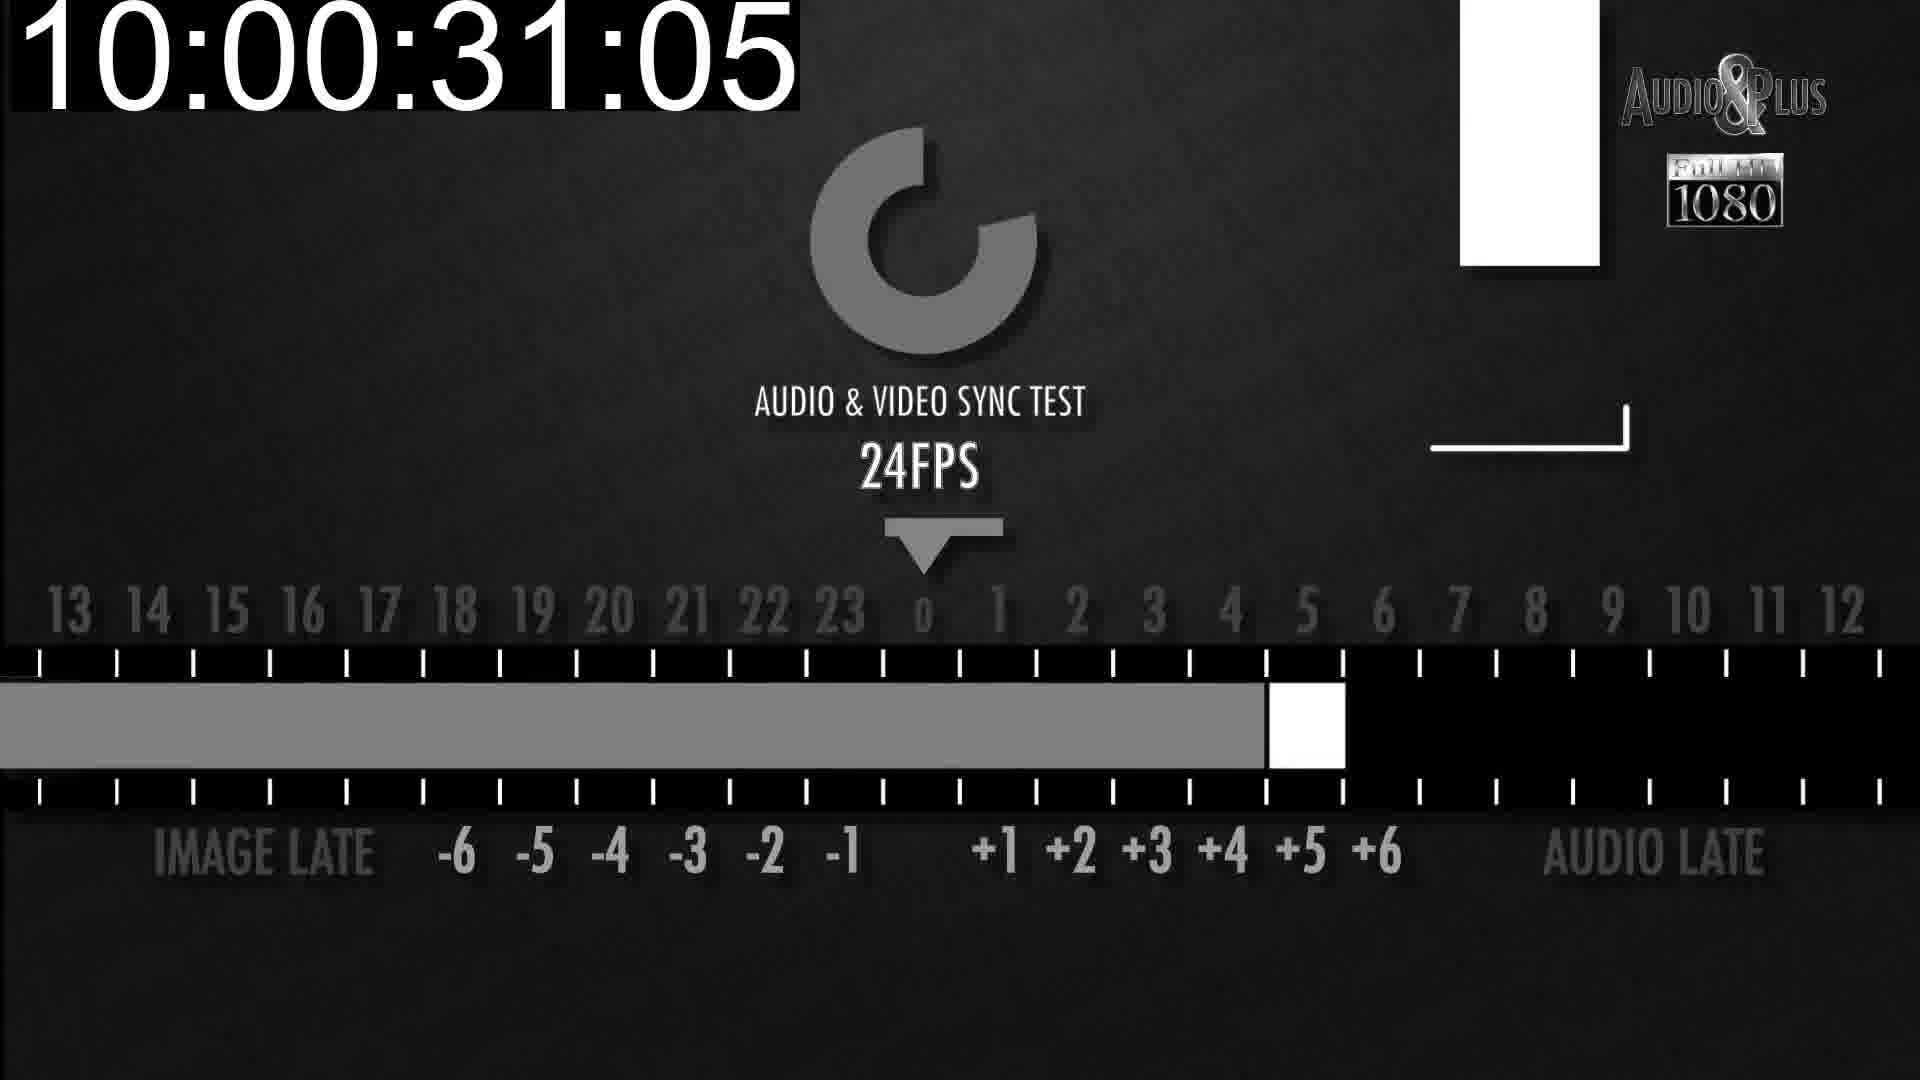 10:00:31:05
AUDIO & PLUS
Full HD
1080
AUDIO & VIDEO SYNC TEST
24FPS
13 14 15 16 17 18 19 20 21 22 23 0 1 2 3 4 5 6 7 8 9 10 11 12
IMAGE LATE -6 -5 -4 -3 -2 -1 +1 +2 +3 +4 +5 +6 AUDIO LATE